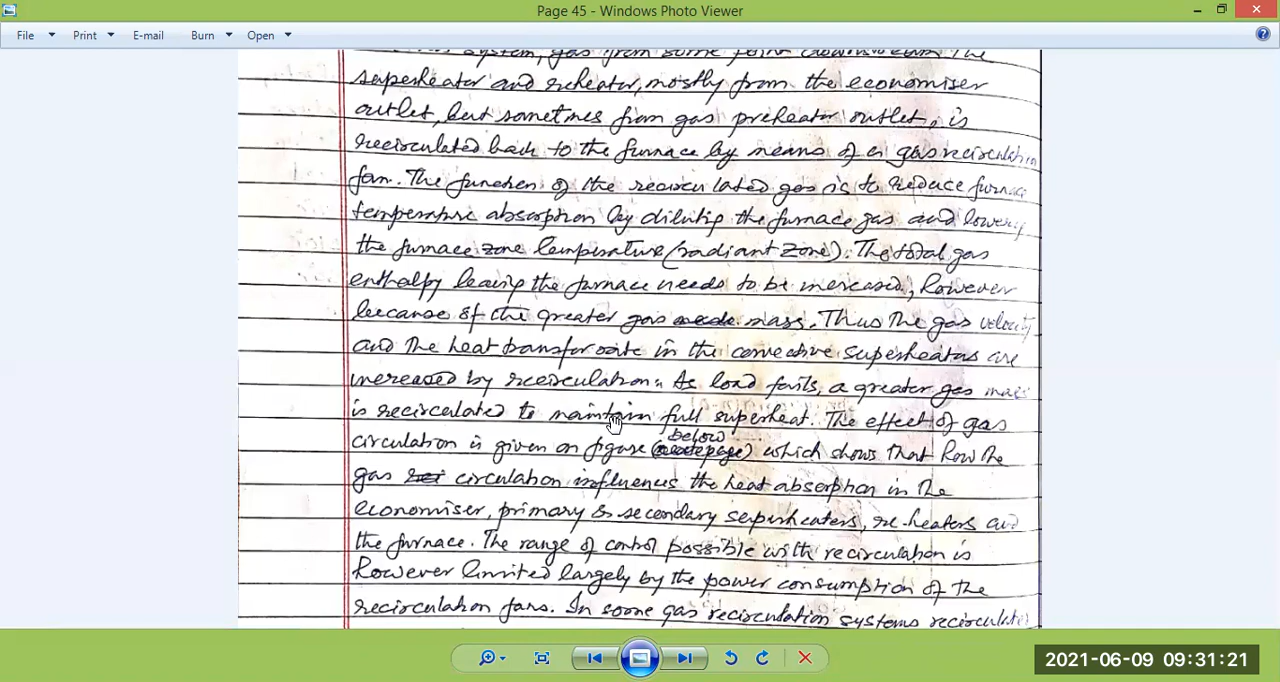 Page 45 - Windows Photo Viewer
File Print E-mail Burn Open
system, gas from some point downstream the
superheater and reheater, mostly from the economiser
outlet, but sometimes from gas preheater outlet, is
recirculated back to the furnace by means of a gas recirculation
fan. The function of the recirculated gas is to reduce furnace
temperature absorption by diluting the furnace gas and lowering
the furnace zone temperature (radiant zone). The total gas
enthalpy leaving the furnace needs to be increased, however
because of the greater gas mass. Thus the gas velocity
and the heat transfer rate in the convective superheaters are
increased by recirculation. As load falls, a greater gas mass
is recirculated to maintain full superheat. The effect of gas
below
circulation is given on figure ( page) which shows that how the
gas circulation influences the heat absorption in the
economiser, primary & secondary superheaters, re-heaters and
the furnace. The range of control possible with recirculation is
however limited largely by the power consumption of the
recirculation fans. In some gas recirculation systems recirculated
2021-06-09 09:31:21